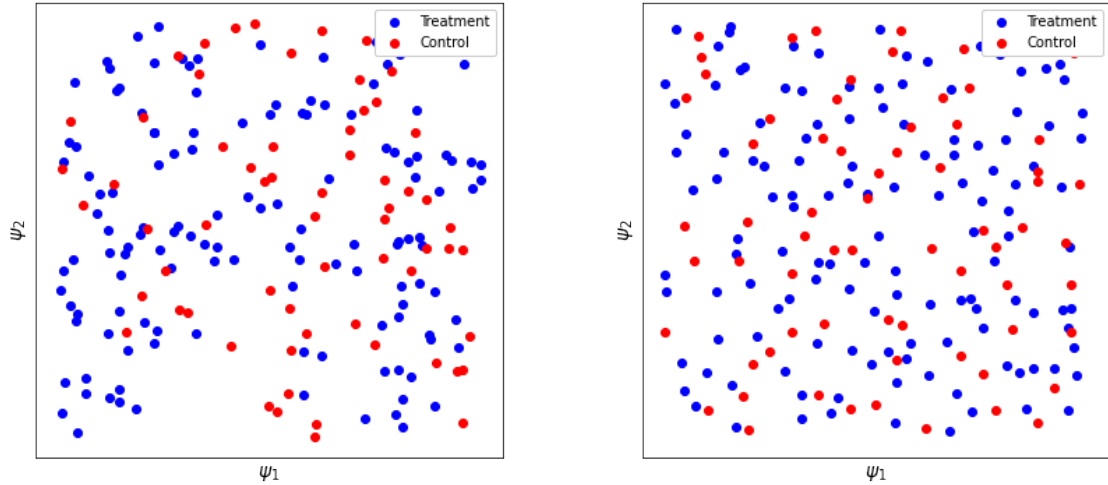 Treatment
Control
ψ2
ψ1
Treatment
Control
ψ2
ψ1